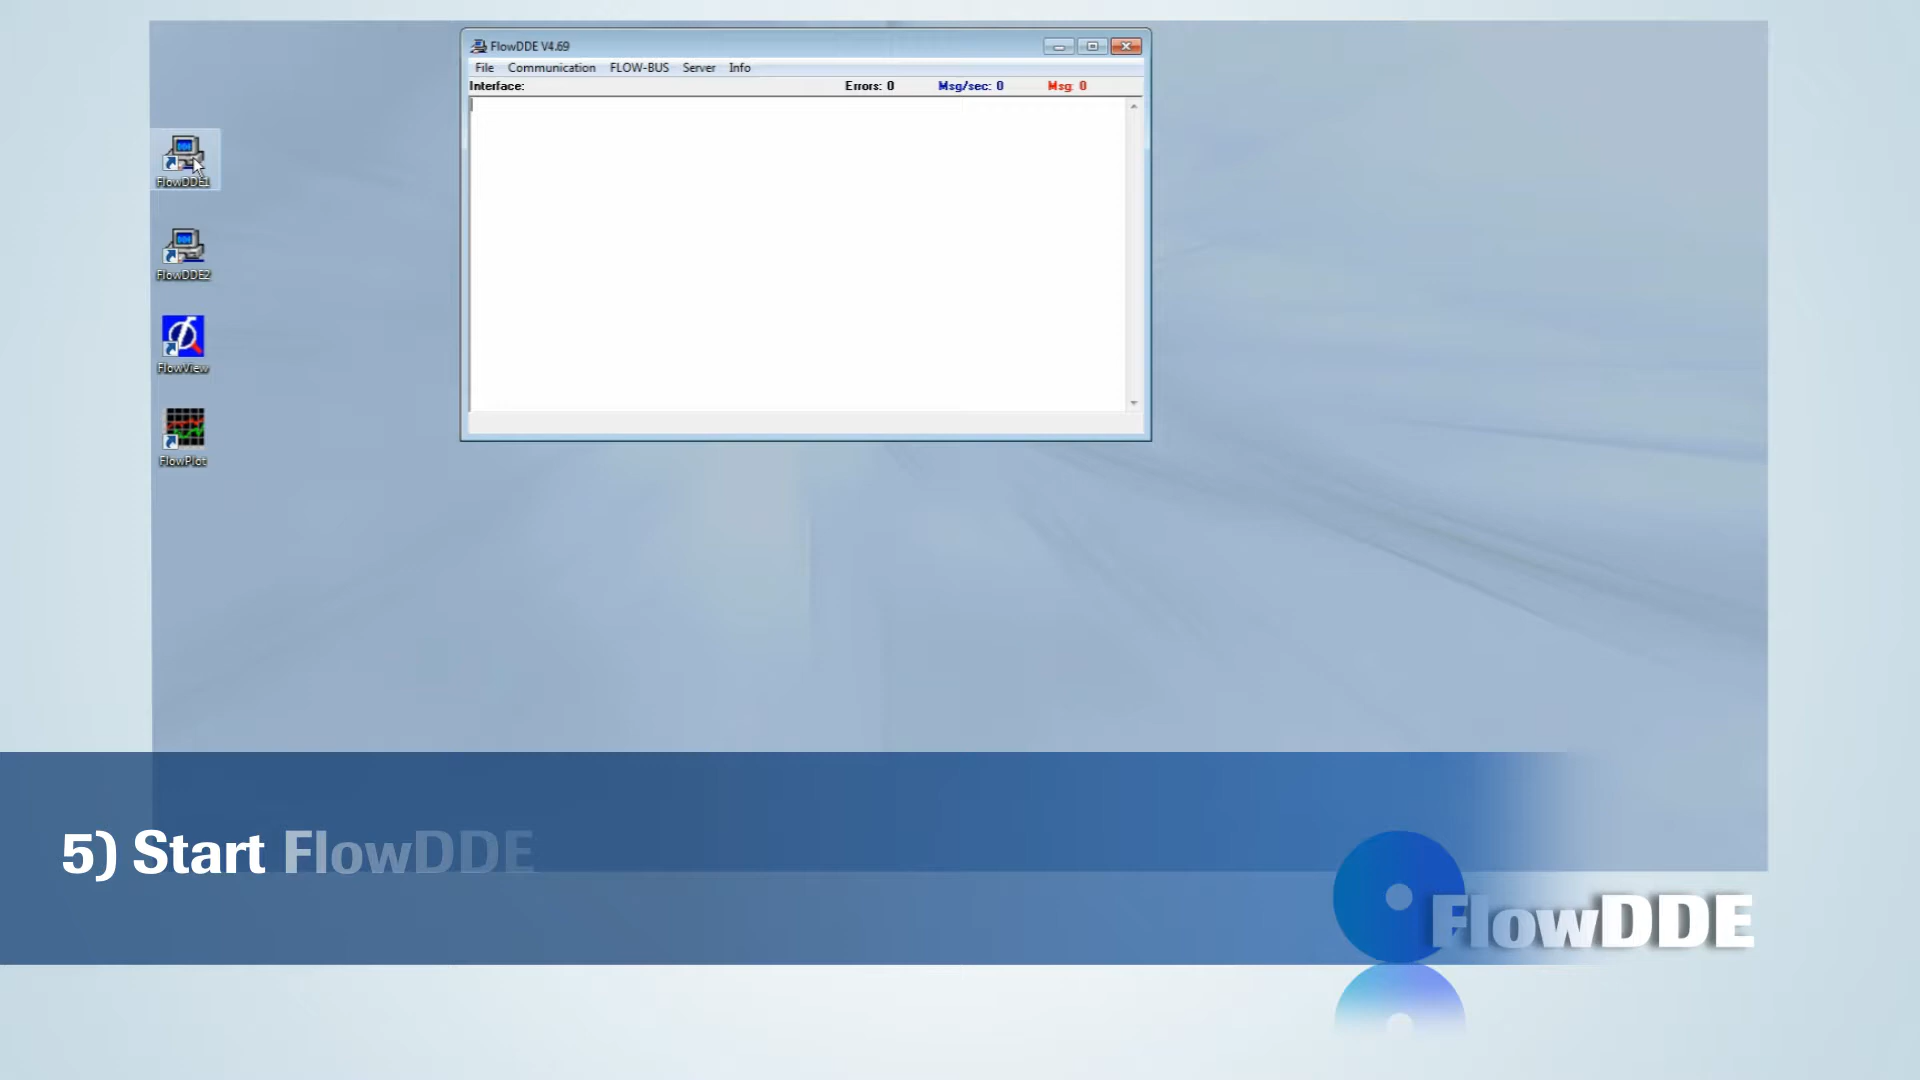 FlowDDE V4.69
File Communication FLOW-BUS Server Info
Interface: Errors: 0 Msg/sec: 0 Msg: 0
FlowDDE1
FlowDDE2
FlowView
FlowPlot
5) Start FlowDDE
FlowDDE